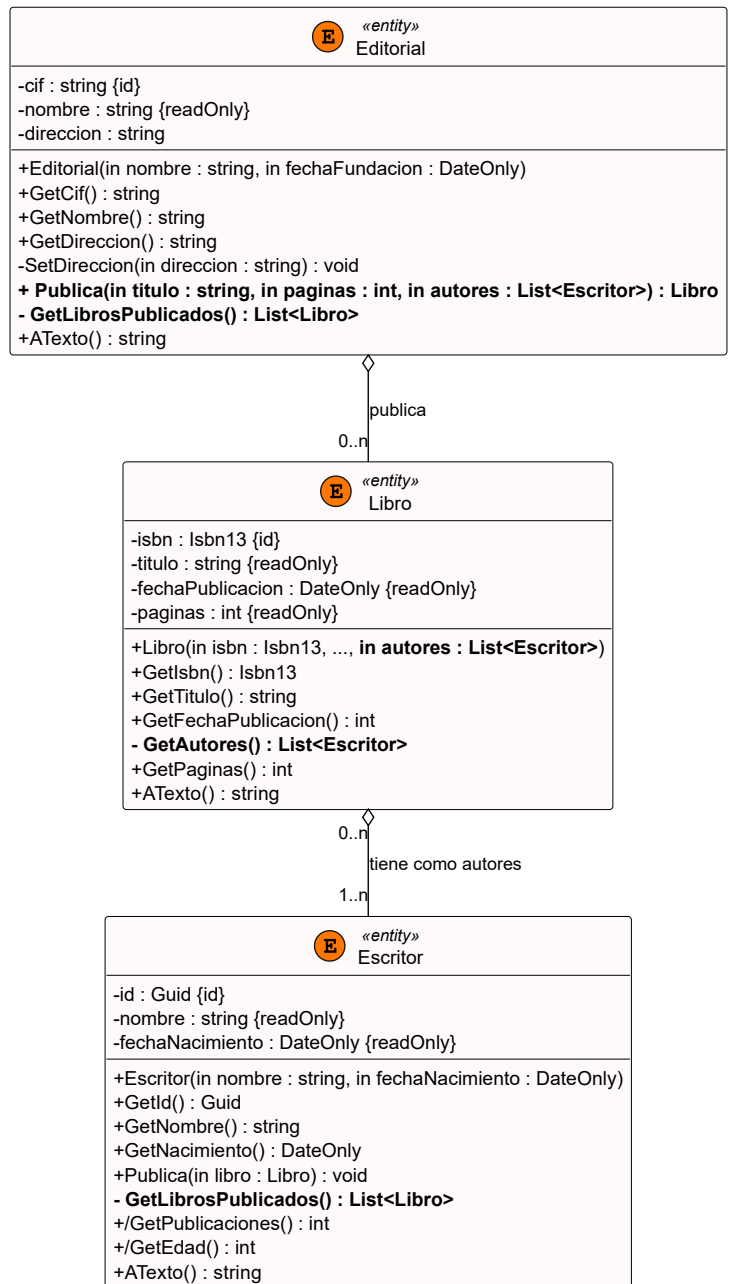 E «entity»
Editorial
-cif : string {id}
-nombre : string {readOnly}
-direccion : string
+Editorial(in nombre : string, in fechaFundacion : DateOnly)
+GetCif() : string
+GetNombre() : string
+GetDireccion() : string
-SetDireccion(in direccion : string) : void
+ Publica(in titulo : string, in paginas : int, in autores : List<Escritor>) : Libro
- GetLibrosPublicados() : List<Libro>
+ATexto() : string
publica
0..n
E «entity»
Libro
-isbn : Isbn13 {id}
-titulo : string {readOnly}
-fechaPublicacion : DateOnly {readOnly}
-paginas : int {readOnly}
+Libro(in isbn : Isbn13, ..., in autores : List<Escritor>)
+GetIsbn() : Isbn13
+GetTitulo() : string
+GetFechaPublicacion() : int
- GetAutores() : List<Escritor>
+GetPaginas() : int
+ATexto() : string
0..n
tiene como autores
1..n
E «entity»
Escritor
-id : Guid {id}
-nombre : string {readOnly}
-fechaNacimiento : DateOnly {readOnly}
+Escritor(in nombre : string, in fechaNacimiento : DateOnly)
+GetId() : Guid
+GetNombre() : string
+GetNacimiento() : DateOnly
+Publica(in libro : Libro) : void
- GetLibrosPublicados() : List<Libro>
+/GetPublicaciones() : int
+/GetEdad() : int
+ATexto() : string